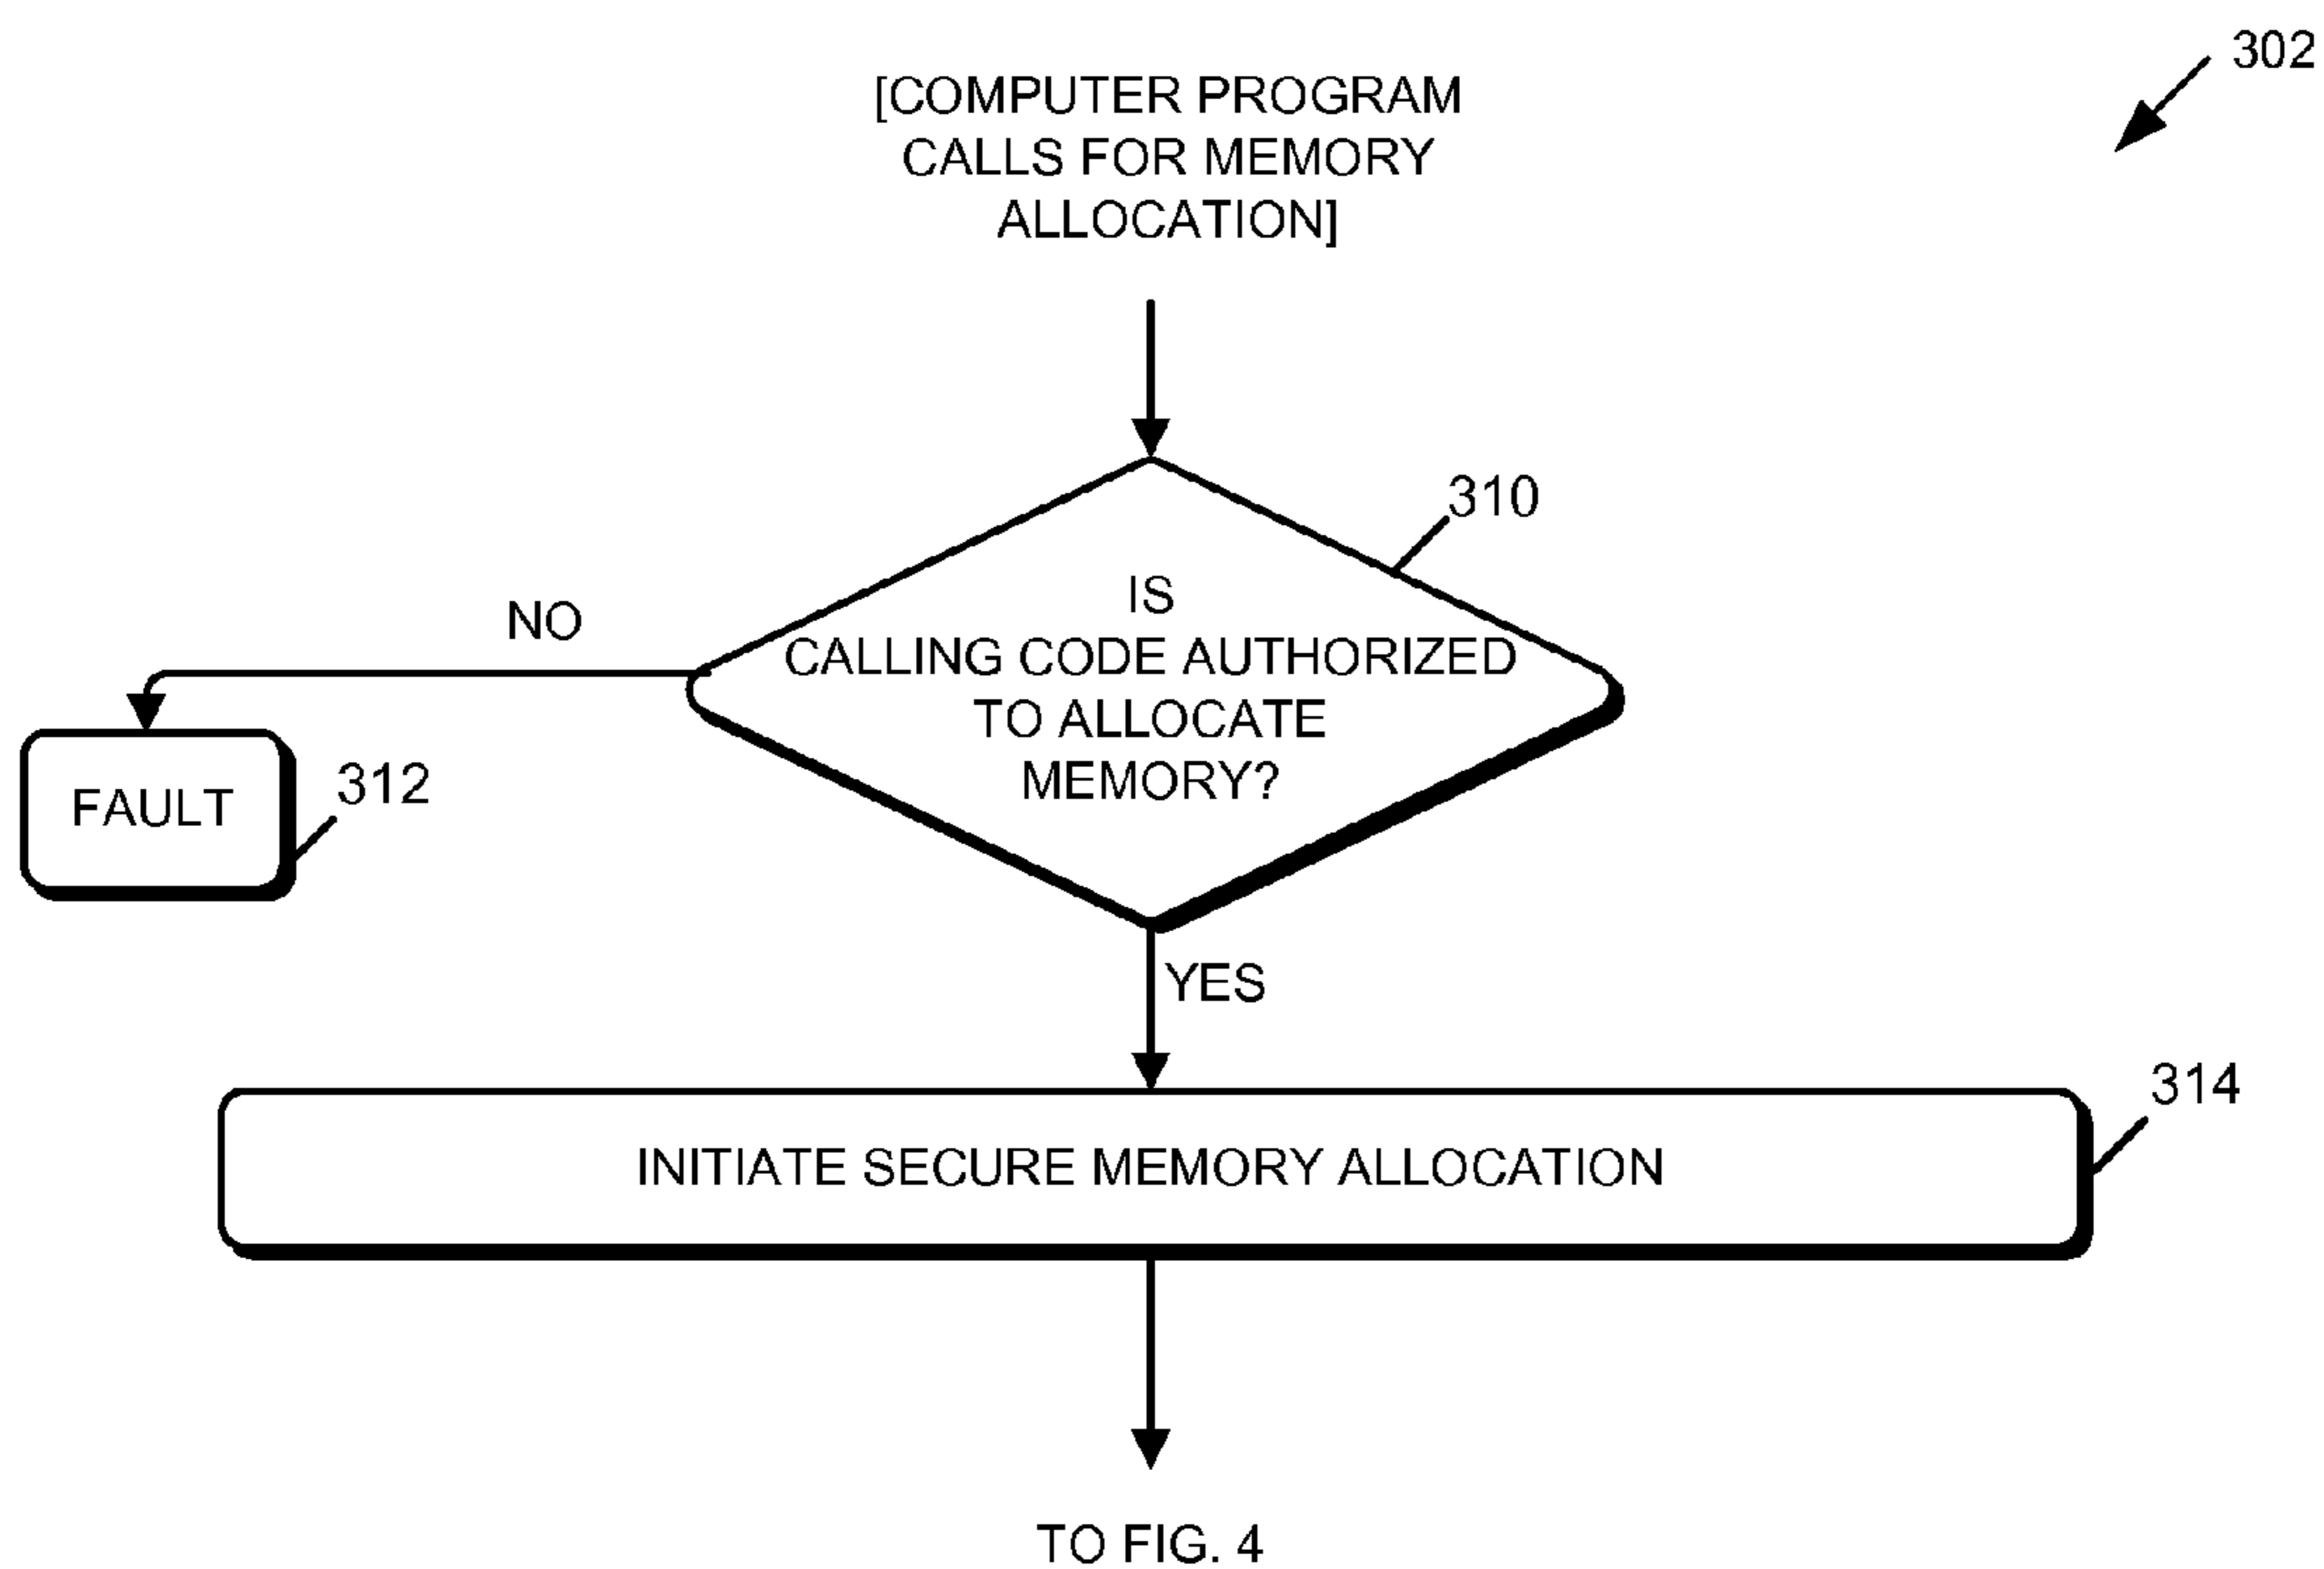 302
[COMPUTER PROGRAM
CALLS FOR MEMORY
ALLOCATION]
310
IS
CALLING CODE AUTHORIZED
TO ALLOCATE
MEMORY?
NO
FAULT
312
YES
314
INITIATE SECURE MEMORY ALLOCATION
TO FIG. 4